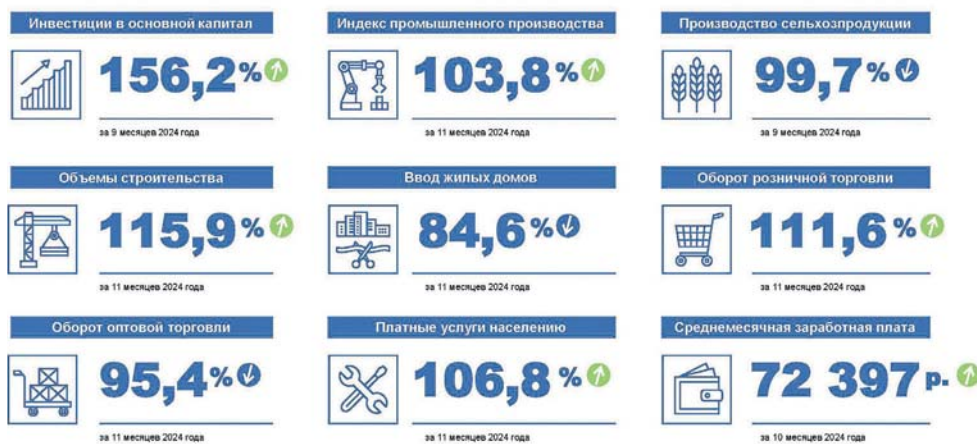 Инвестиции в основной капитал
156,2%
за 9 месяцев 2024 года
Индекс промышленного производства
103,8%
за 11 месяцев 2024 года
Производство сельхозпродукции
99,7%
за 9 месяцев 2024 года
Объемы строительства
115,9%
за 11 месяцев 2024 года
Ввод жилых домов
84,6%
за 11 месяцев 2024 года
Оборот розничной торговли
111,6%
за 11 месяцев 2024 года
Оборот оптовой торговли
95,4%
за 11 месяцев 2024 года
Платные услуги населению
106,8%
за 11 месяцев 2024 года
Среднемесячная заработная плата
72 397 р.
за 10 месяцев 2024 года